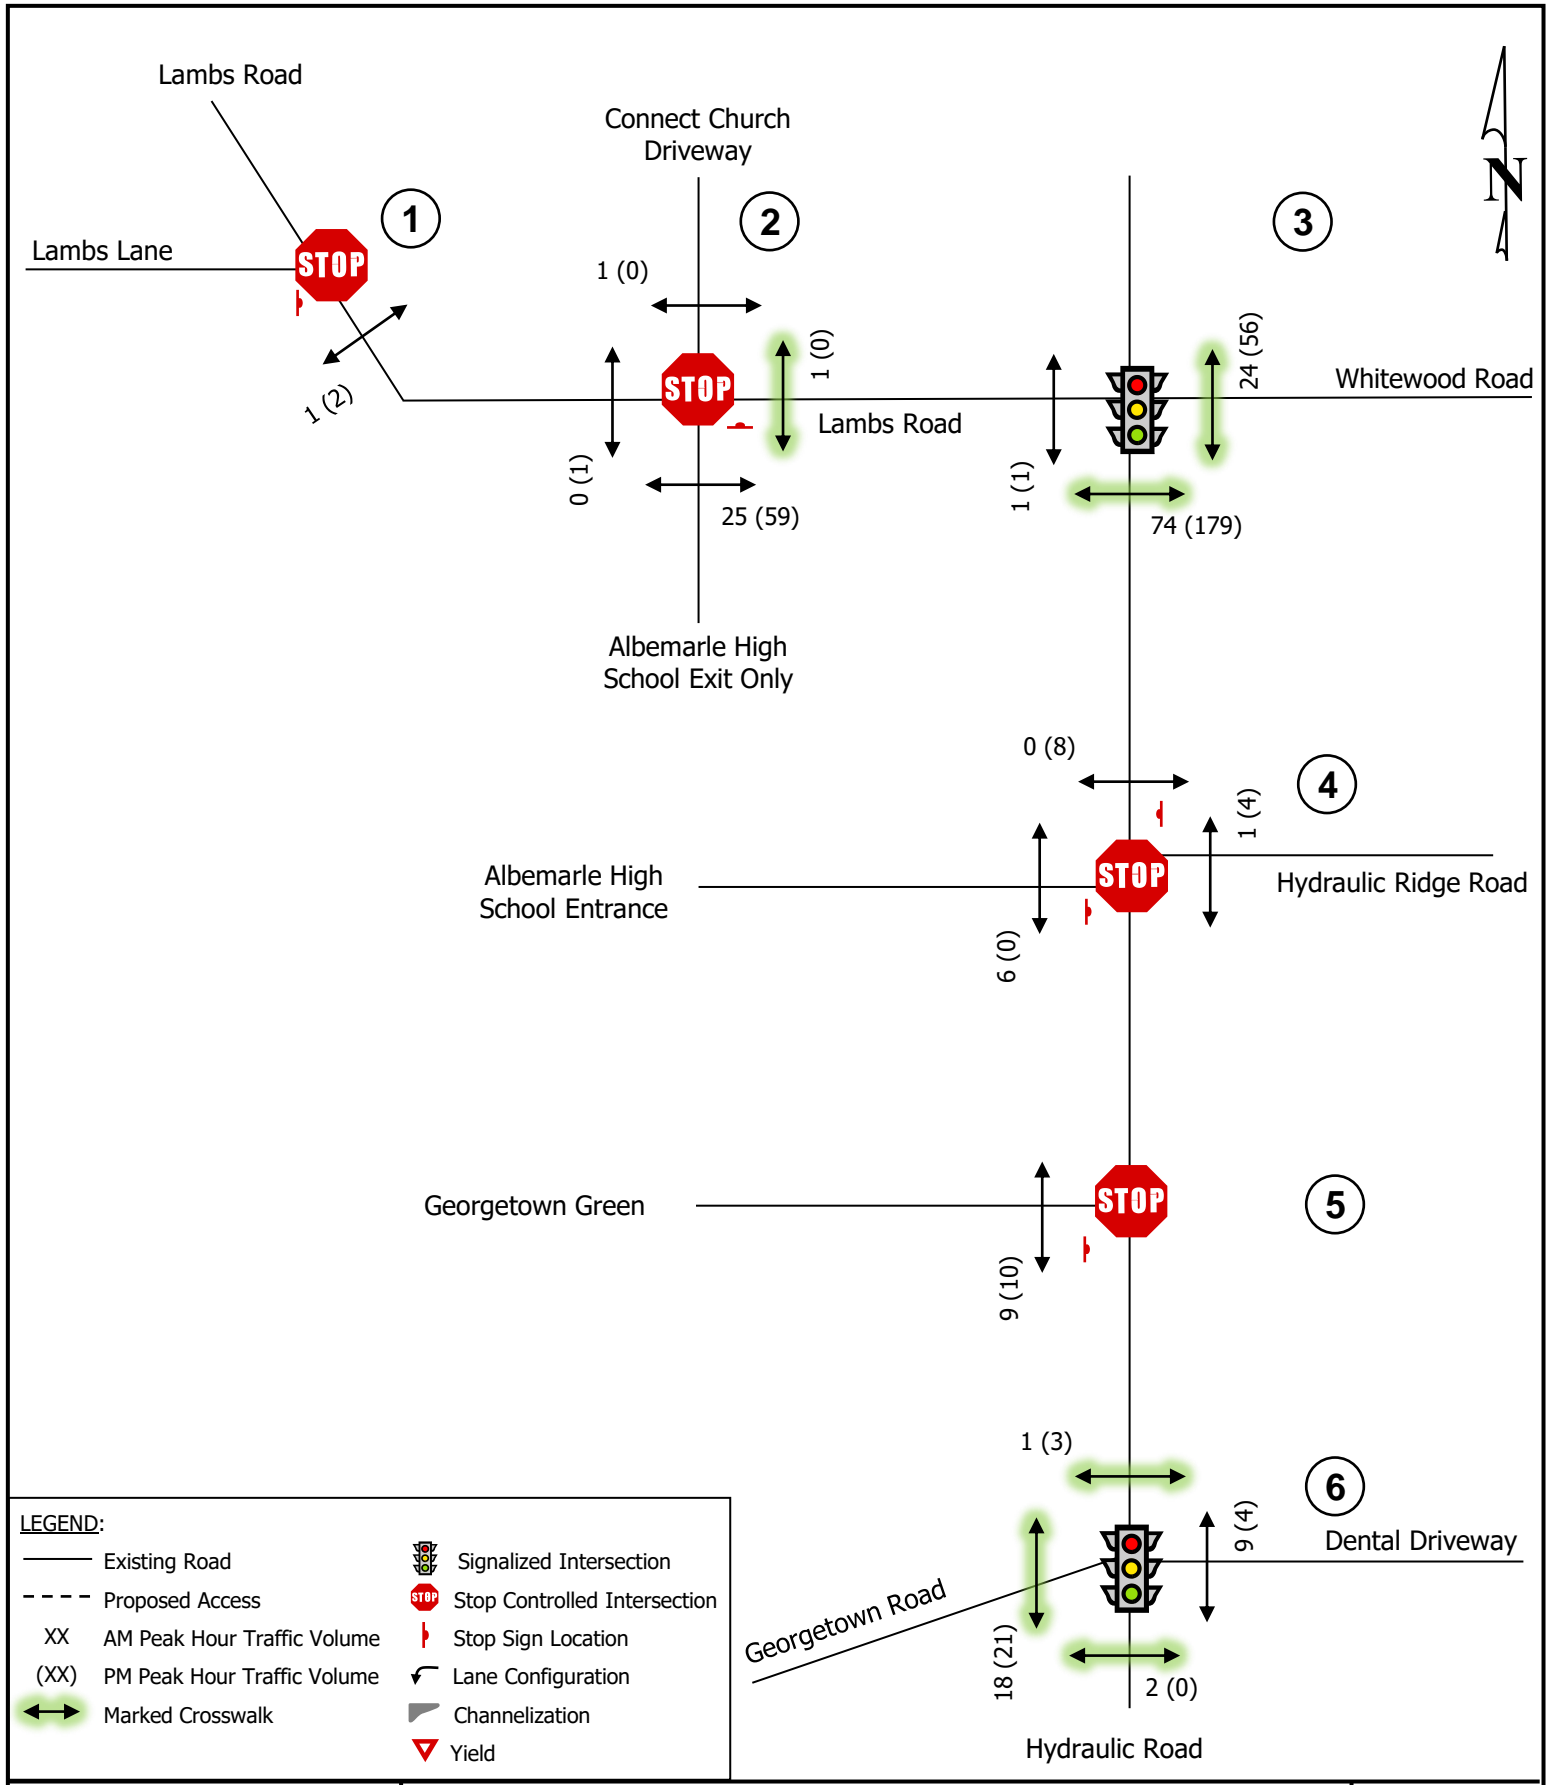 Lambs Road
Connect Church
Driveway
1
2
3
N
Lambs Lane
STOP
1 (2)
1 (0)
1 (0)
STOP
0 (1)
25 (59)
Lambs Road
24 (56)
Whitewood Road
1 (1)
74 (179)
Albemarle High
School Exit Only
0 (8)
4
1 (4)
Albemarle High
School Entrance
STOP
Hydraulic Ridge Road
6 (0)
Georgetown Green
STOP
5
9 (10)
1 (3)
6
9 (4)
Dental Driveway
Georgetown Road
18 (21)
2 (0)
Hydraulic Road
LEGEND:
Existing Road
Proposed Access
XX AM Peak Hour Traffic Volume
(XX) PM Peak Hour Traffic Volume
Marked Crosswalk
Signalized Intersection
STOP Stop Controlled Intersection
Stop Sign Location
Lane Configuration
Channelization
Yield